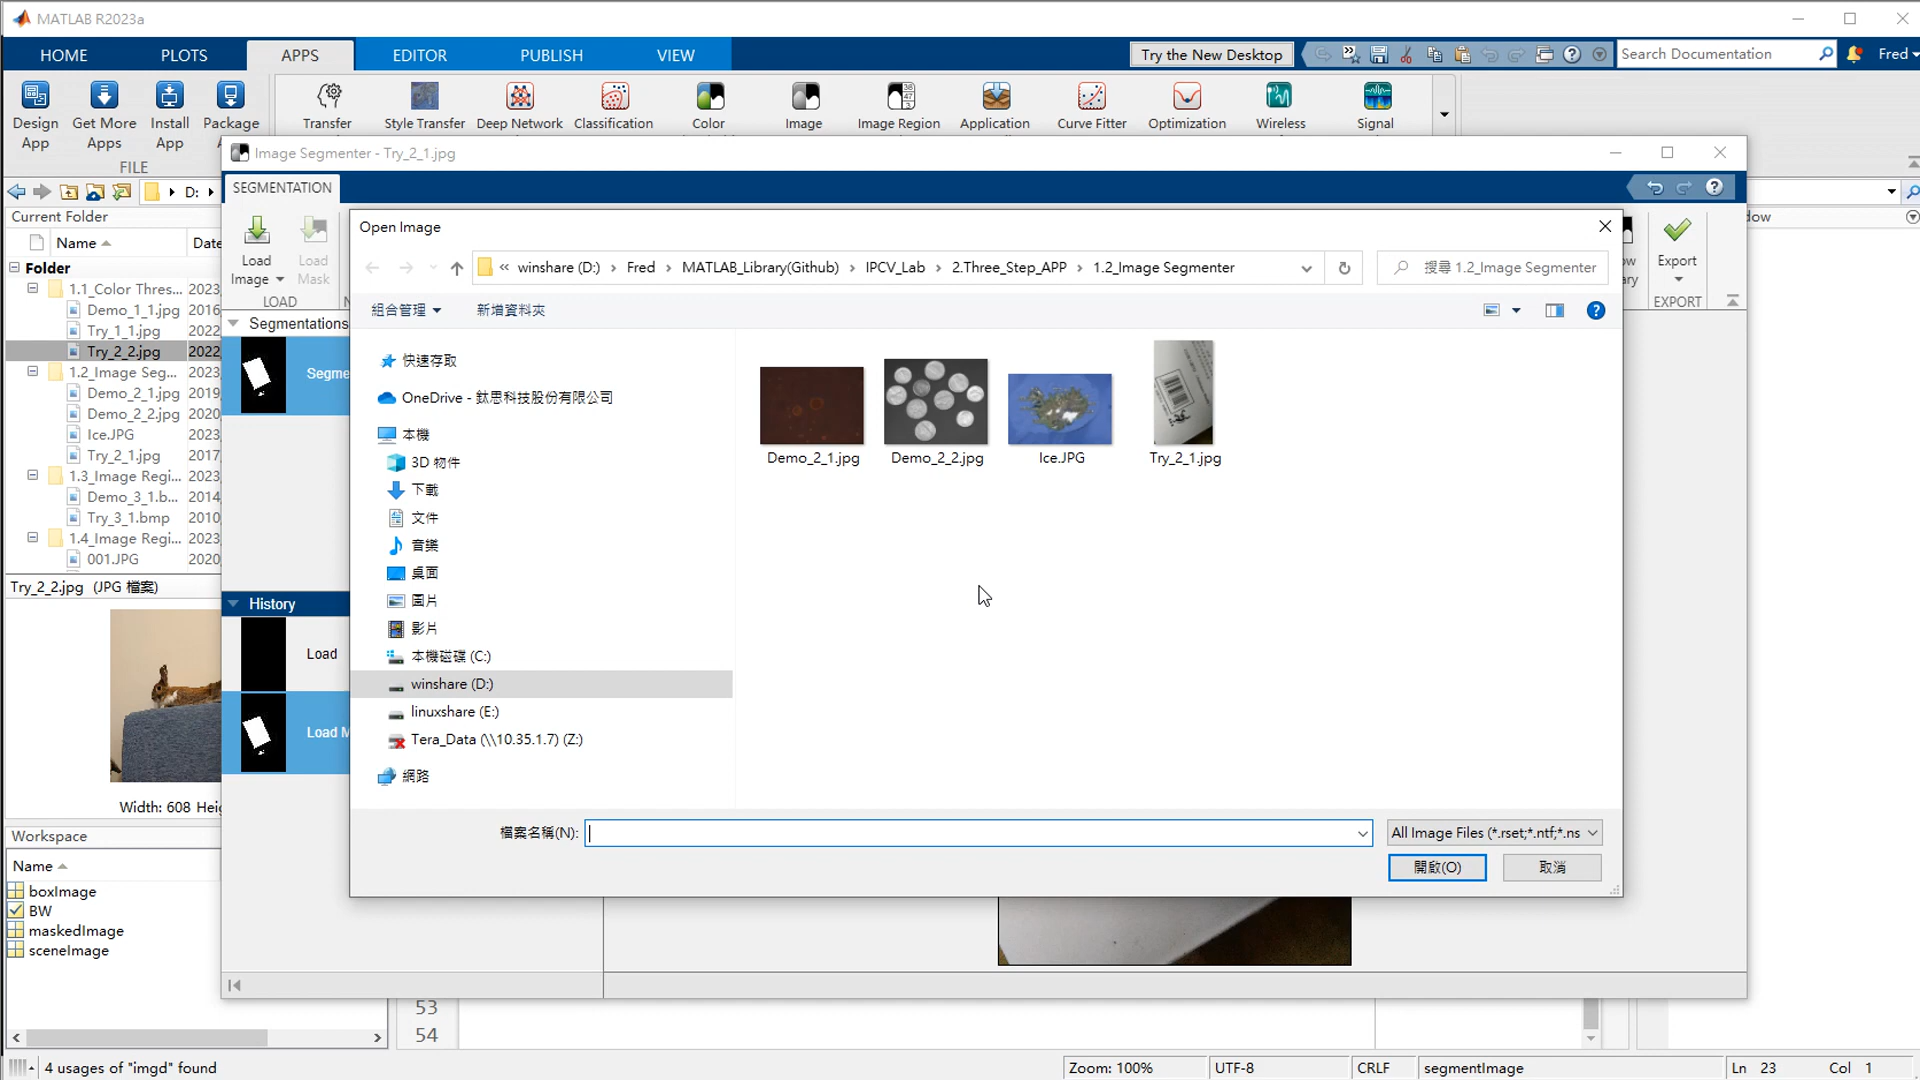 MATLAB R2023a
HOME PLOTS APPS EDITOR PUBLISH VIEW Try the New Desktop Search Documentation Fred
Design App
Get More Apps
Install App
Package
Transfer
Style Transfer
Deep Network
Classification
Color
Image
Image Region
Application
Curve Fitter
Optimization
Wireless
Signal
FILE
Image Segmenter - Try_2_1.jpg
D:
SEGMENTATION
Current Folder
Name Date
Folder
1.1_Color Thres... 2023
Demo_1_1.jpg 2016
Try_1_1.jpg 2022
Try_2_2.jpg 2022
1.2_Image Seg... 2023
Demo_2_1.jpg 2019
Demo_2_2.jpg 2020
Ice.JPG 2023
Try_2_1.jpg 2017
1.3_Image Regi... 2023
Demo_3_1.b... 2014
Try_3_1.bmp 2010
1.4_Image Regi... 2023
001.JPG 2020
Try_2_2.jpg (JPG 檔案)
Width: 608
Workspace
Name
boxImage
BW
maskedImage
sceneImage
Load Image
Load Mask
LOAD
Export
EXPORT
Segmentations
Segme
History
Load
Load M
Open Image
« winshare (D:) › Fred › MATLAB_Library(Github) › IPCV_Lab › 2.Three_Step_APP › 1.2_Image Segmenter
搜尋 1.2_Image Segmenter
組合管理 新增資料夾
快速存取
OneDrive - 鈦思科技股份有限公司
本機
3D 物件
下載
文件
音樂
桌面
圖片
影片
本機磁碟 (C:)
winshare (D:)
linuxshare (E:)
Tera_Data (\\10.35.1.7) (Z:)
網路
Demo_2_1.jpg
Demo_2_2.jpg
Ice.JPG
Try_2_1.jpg
檔案名稱(N):
All Image Files (*.rset;*.ntf;*.ns
開啟(O) 取消
53
54
4 usages of "imgd" found
Zoom: 100% UTF-8 CRLF segmentImage Ln 23 Col 1